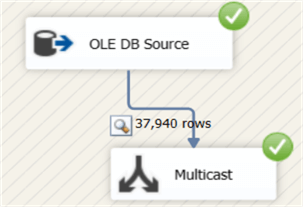 OLE DB Source
37,940 rows
Multicast